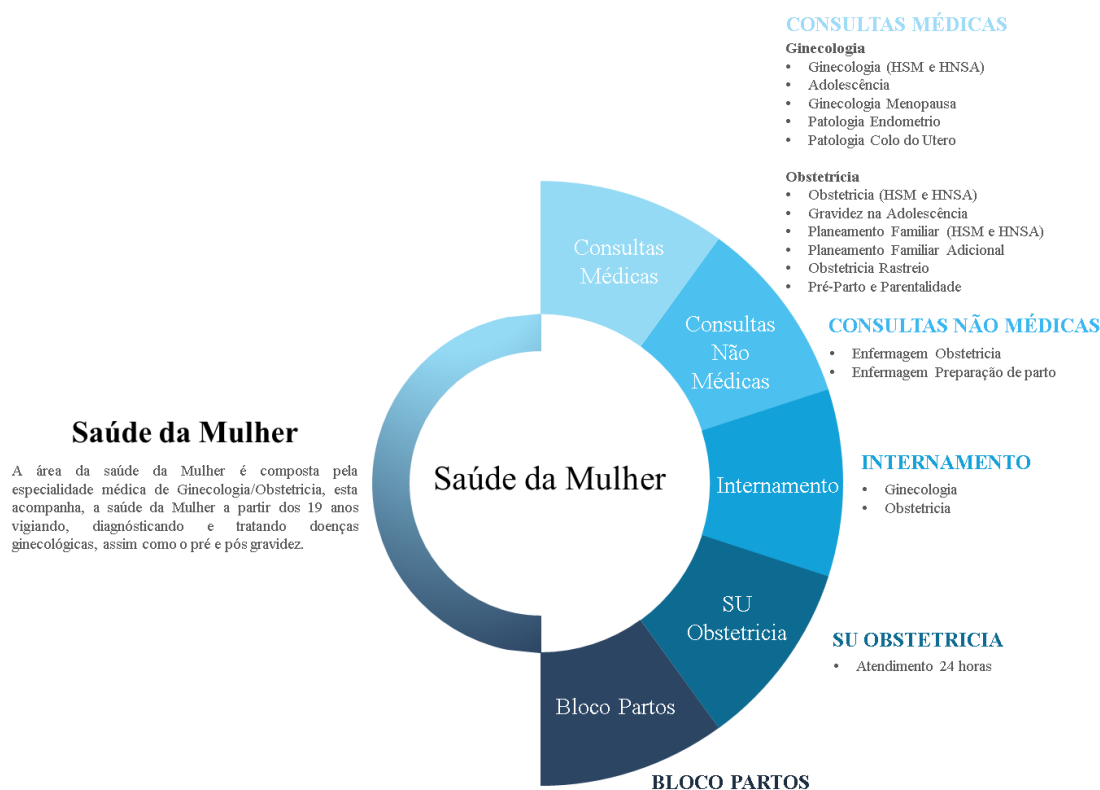 CONSULTAS MÉDICAS
Ginecologia
• Ginecologia (HSM e HNSA)
• Adolescência
• Ginecologia Menopausa
• Patologia Endometrio
• Patologia Colo do Utero
Obstetrícia
• Obstetricia (HSM e HNSA)
• Gravidez na Adolescência
• Planeamento Familiar (HSM e HNSA)
• Planeamento Familiar Adicional
• Obstetricia Rastreio
• Pré-Parto e Parentalidade
Consultas
Médicas
Consultas
Não
Médicas
CONSULTAS NÃO MÉDICAS
• Enfermagem Obstetricia
• Enfermagem Preparação de parto
Saúde da Mulher
A área da saúde da Mulher é composta pela
especialidade médica de Ginecologia/Obstetricia, esta
acompanha, a saúde da Mulher a partir dos 19 anos
vigiando, diagnósticando e tratando doenças
ginecológicas, assim como o pré e pós gravidez.
Saúde da Mulher
Internamento
INTERNAMENTO
• Ginecologia
• Obstetricia
SU
Obstetricia
SU OBSTETRICIA
• Atendimento 24 horas
Bloco Partos
BLOCO PARTOS